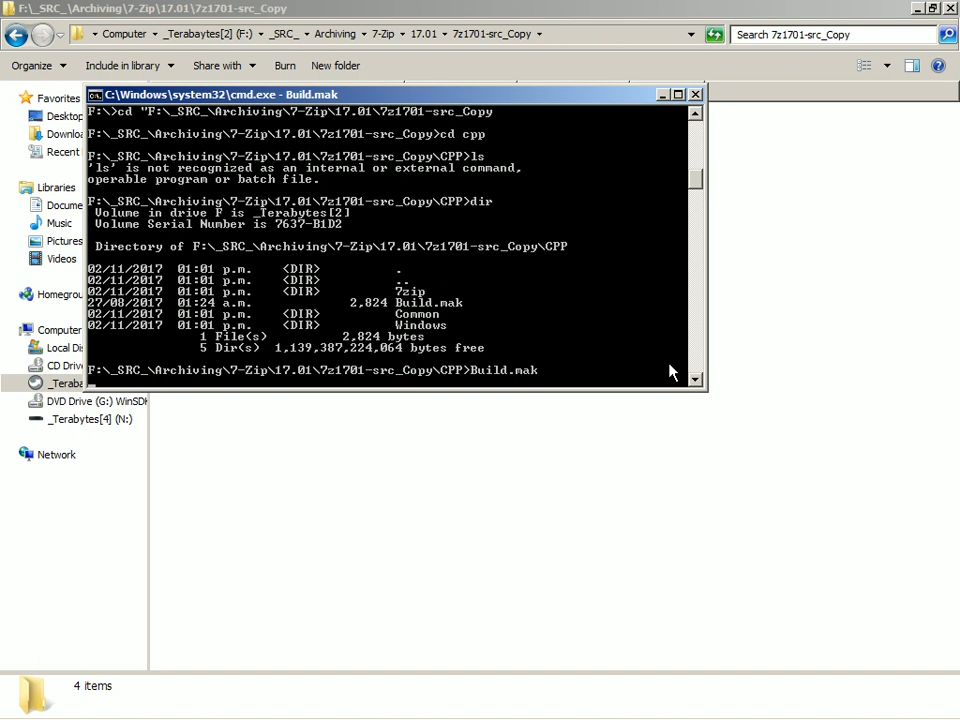 F:\_SRC_\Archiving\7-Zip\17.01\7z1701-src_Copy
Computer _Terabaytes[2] (F:) _SRC_ Archiving 7-Zip 17.01 7z1701-src_Copy
Search 7z1701-src_Copy
Organize Include in library Share with Burn New folder
C:\Windows\system32\cmd.exe - Build.mak
F:\>cd "F:\_SRC_\Archiving\7-Zip\17.01\7z1701-src_Copy
F:\_SRC_\Archiving\7-Zip\17.01\7z1701-src_Copy>cd cpp
F:\_SRC_\Archiving\7-Zip\17.01\7z1701-src_Copy\CPP>ls
'ls' is not recognized as an internal or external command,
operable program or batch file.
F:\_SRC_\Archiving\7-Zip\17.01\7z1701-src_Copy\CPP>dir
Volume in drive F is _Terabytes[2]
Volume Serial Number is 7637-B1D2
Directory of F:\_SRC_\Archiving\7-Zip\17.01\7z1701-src_Copy\CPP
02/11/2017 01:01 p.m. <DIR> .
02/11/2017 01:01 p.m. <DIR> ..
02/11/2017 01:01 p.m. <DIR> 7zip
27/08/2017 01:24 a.m. 2,824 Build.mak
02/11/2017 01:01 p.m. <DIR> Common
02/11/2017 01:01 p.m. <DIR> Windows
1 File(s) 2,824 bytes
5 Dir(s) 1,139,387,224,064 bytes free
F:\_SRC_\Archiving\7-Zip\17.01\7z1701-src_Copy\CPP>Build.mak
Favorites
Desktop
Downloa
Recent
Libraries
Docume
Music
Pictures
Videos
Homegrou
Computer
Local Dis
CD Drive
_Teraba
DVD Drive (G:) WinSDK
_Terabytes[4] (N:)
Network
4 items